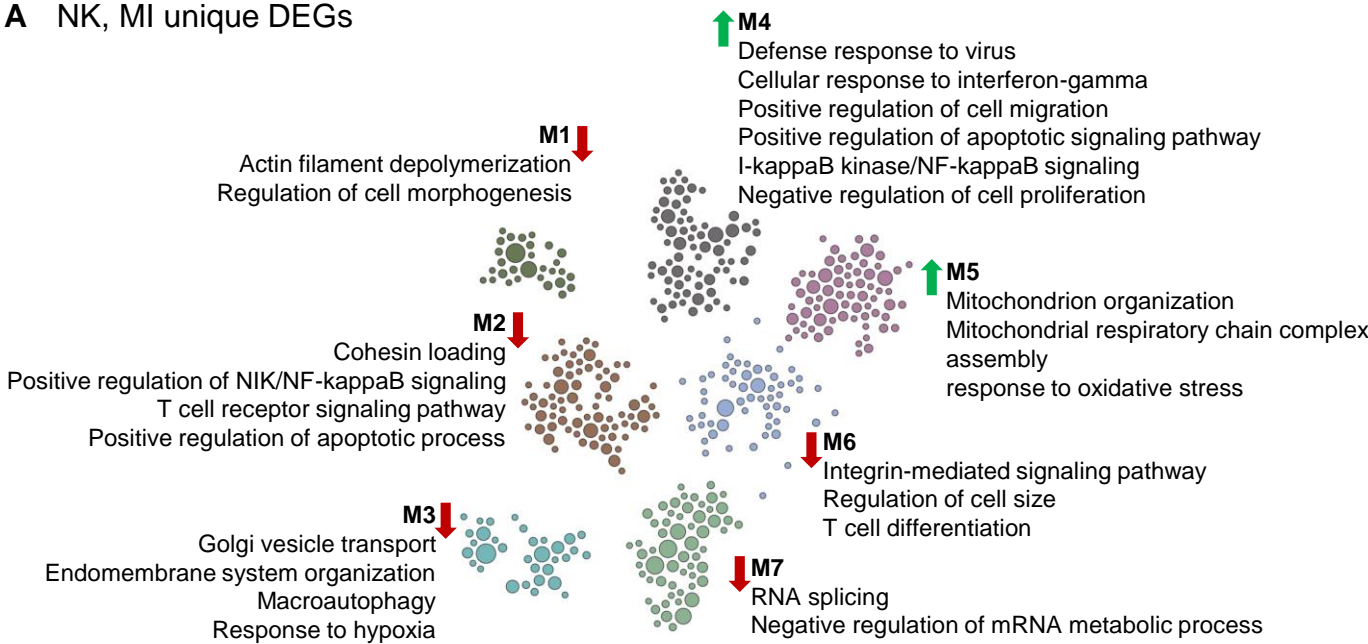 A NK, MI unique DEGs
M1
Actin filament depolymerization
Regulation of cell morphogenesis
M2
Cohesin loading
Positive regulation of NIK/NF-kappaB signaling
T cell receptor signaling pathway
Positive regulation of apoptotic process
M3
Golgi vesicle transport
Endomembrane system organization
Macroautophagy
Response to hypoxia
M4
Defense response to virus
Cellular response to interferon-gamma
Positive regulation of cell migration
Positive regulation of apoptotic signaling pathway
I-kappaB kinase/NF-kappaB signaling
Negative regulation of cell proliferation
M5
Mitochondrion organization
Mitochondrial respiratory chain complex
assembly
response to oxidative stress
M6
Integrin-mediated signaling pathway
Regulation of cell size
T cell differentiation
M7
RNA splicing
Negative regulation of mRNA metabolic process